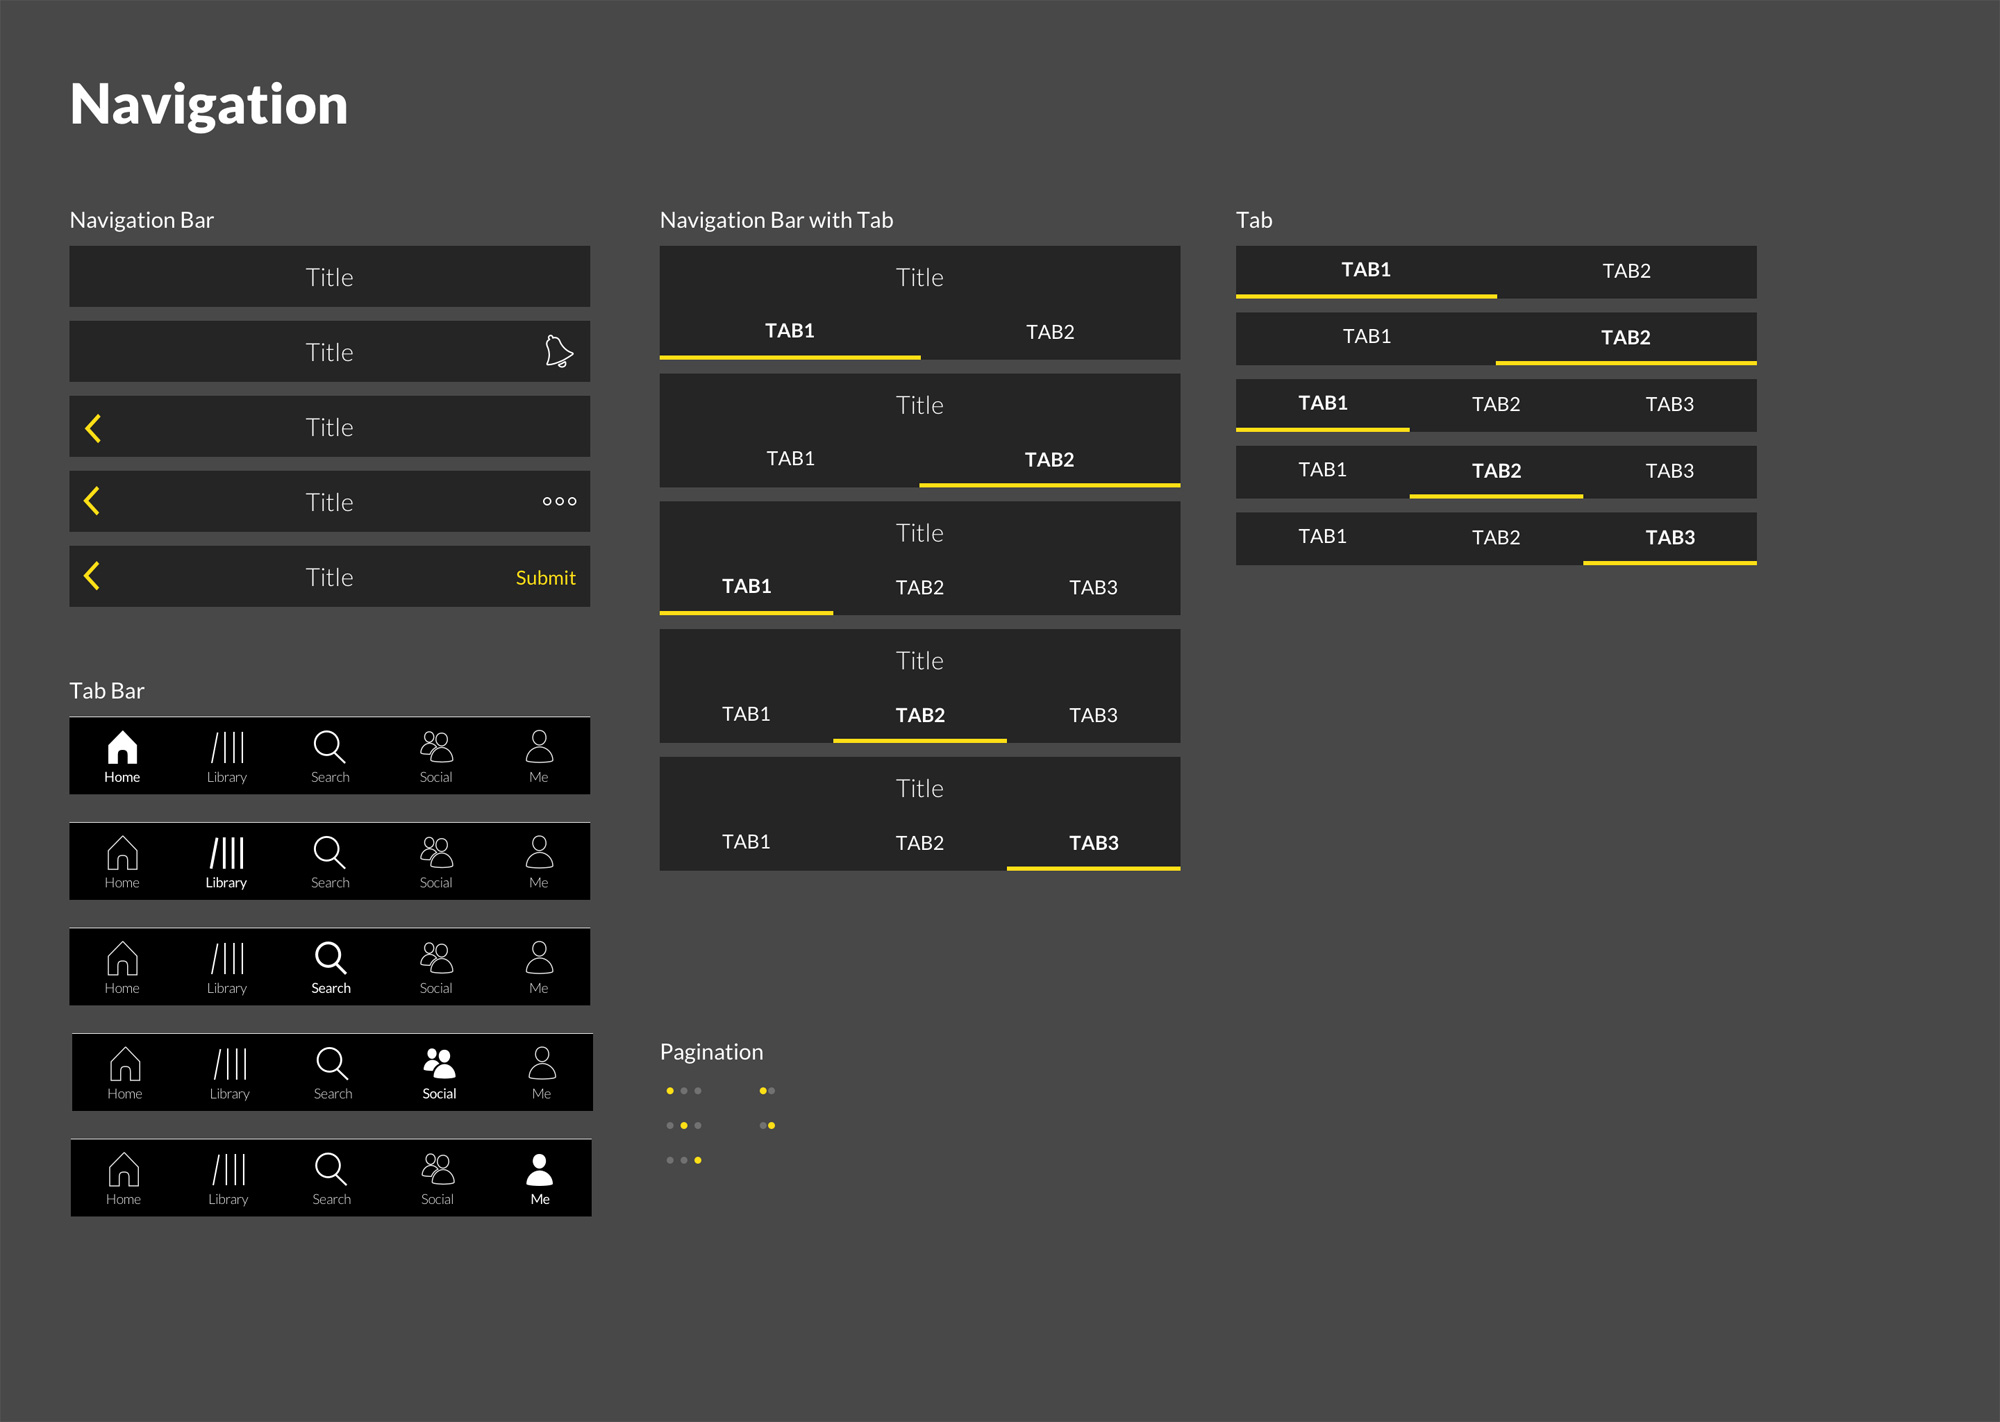 Navigation
Navigation Bar
Title
Title
Title
Title
Title Submit
Tab Bar
Home Library Search Social Me
Home Library Search Social Me
Home Library Search Social Me
Home Library Search Social Me
Home Library Search Social Me
Navigation Bar with Tab
Title
TAB1 TAB2
Title
TAB1 TAB2
Title
TAB1 TAB2 TAB3
Title
TAB1 TAB2 TAB3
Title
TAB1 TAB2 TAB3
Pagination
Tab
TAB1 TAB2
TAB1 TAB2
TAB1 TAB2 TAB3
TAB1 TAB2 TAB3
TAB1 TAB2 TAB3